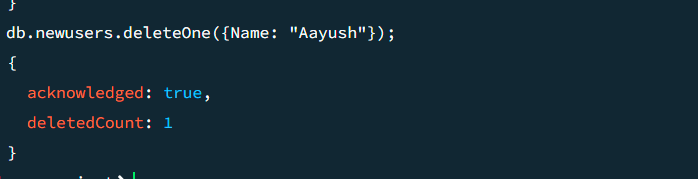 }
db.newusers.deleteOne({Name: "Aayush"});
{
  acknowledged: true,
  deletedCount: 1
}